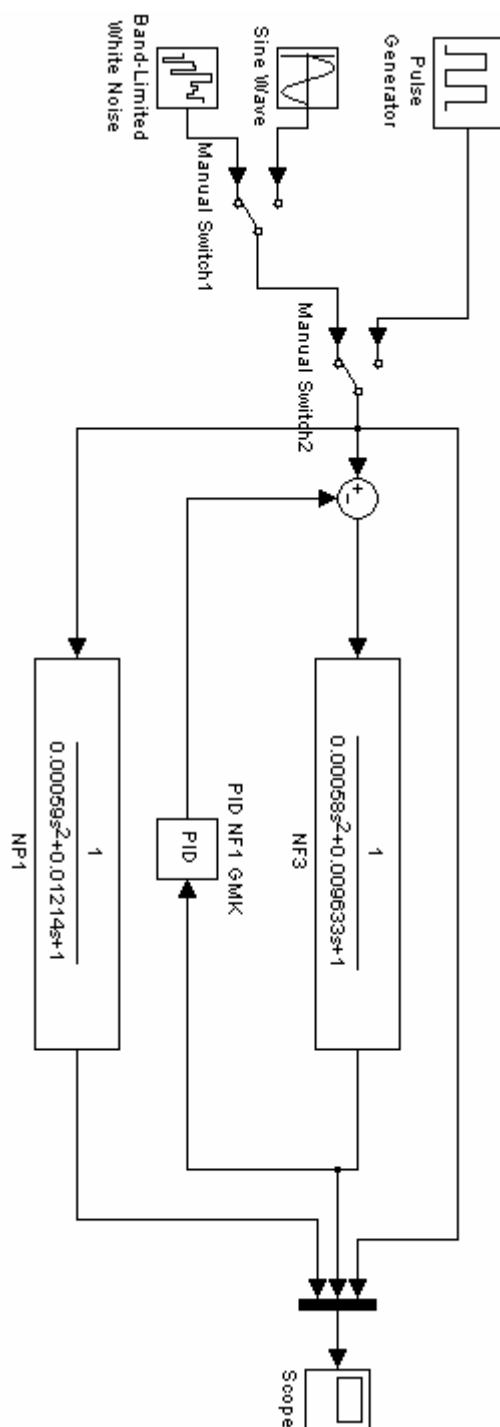 Pulse
Generator
Sine Wave
Band-Limited
White Noise
Manual Switch1
Manual Switch2
+
-
1
0.00058s2+0.009633s+1
NF3
PID NF1 GMK
PID
1
0.00059s2+0.01214s+1
NP1
Scope